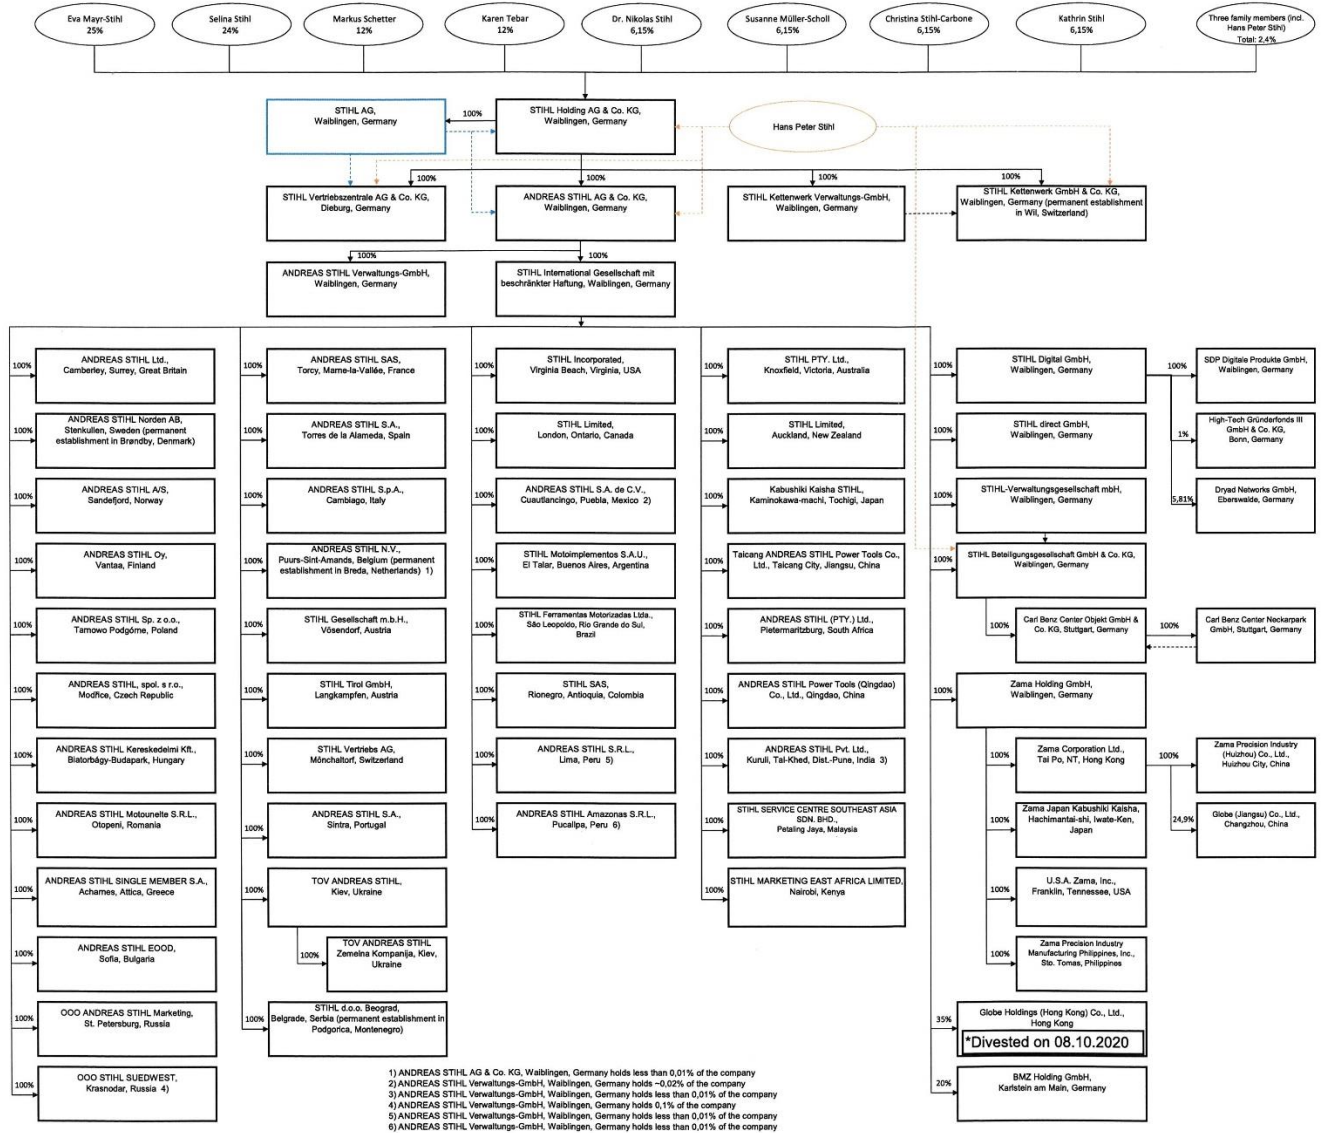 Eva Mayr-Stihl
25%
Selina Stihl
24%
Markus Schetter
12%
Karen Tebar
12%
Dr. Nikolas Stihl
6,15%
Susanne Müller-Scholl
6,15%
Christina Stihl-Carbone
6,15%
Kathrin Stihl
6,15%
Three family members (incl.
Hans Peter Stihl)
Total: 2,4%
STIHL AG,
Waiblingen, Germany
100%
STIHL Holding AG & Co. KG,
Waiblingen, Germany
Hans Peter Stihl
100%
100%
100%
100%
STIHL Vertriebszentrale AG & Co. KG,
Dieburg, Germany
ANDREAS STIHL AG & Co. KG,
Waiblingen, Germany
STIHL Kettenwerk Verwaltungs-GmbH,
Waiblingen, Germany
STIHL Kettenwerk GmbH & Co. KG,
Waiblingen, Germany (permanent establishment
in Wil, Switzerland)
100%
100%
ANDREAS STIHL Verwaltungs-GmbH,
Waiblingen, Germany
STIHL International Gesellschaft mit
beschränkter Haftung, Waiblingen, Germany
100%
ANDREAS STIHL Ltd.,
Camberley, Surrey, Great Britain
100%
ANDREAS STIHL Norden AB,
Stenkullen, Sweden (permanent
establishment in Brøndby, Denmark)
100%
ANDREAS STIHL A/S,
Sandefjord, Norway
100%
ANDREAS STIHL Oy,
Vantaa, Finland
100%
ANDREAS STIHL Sp. z o.o.,
Tarnowo Podgórne, Poland
100%
ANDREAS STIHL, spol. s r.o.,
Modřice, Czech Republic
100%
ANDREAS STIHL Kereskedelmi Kft.,
Biatorbágy-Budapark, Hungary
100%
ANDREAS STIHL Motounelte S.R.L.,
Otopeni, Romania
100%
ANDREAS STIHL SINGLE MEMBER S.A.,
Acharnes, Attica, Greece
100%
ANDREAS STIHL EOOD,
Sofia, Bulgaria
100%
OOO ANDREAS STIHL Marketing,
St. Petersburg, Russia
100%
OOO STIHL SUEDWEST,
Krasnodar, Russia 4)
100%
ANDREAS STIHL SAS,
Torcy, Marne-la-Vallée, France
100%
ANDREAS STIHL S.A.,
Torres de la Alameda, Spain
100%
ANDREAS STIHL S.p.A.,
Cambiago, Italy
100%
ANDREAS STIHL N.V.,
Puurs-Sint-Amands, Belgium (permanent
establishment in Breda, Netherlands) 1)
100%
STIHL Gesellschaft m.b.H.,
Vösendorf, Austria
100%
STIHL Tirol GmbH,
Langkampfen, Austria
100%
STIHL Vertriebs AG,
Mönchaltorf, Switzerland
100%
ANDREAS STIHL S.A.,
Sintra, Portugal
100%
TOV ANDREAS STIHL,
Kiev, Ukraine
100%
TOV ANDREAS STIHL
Zemelna Kompanija, Kiev,
Ukraine
100%
STIHL d.o.o. Beograd,
Belgrade, Serbia (permanent establishment in
Podgorica, Montenegro)
100%
STIHL Incorporated,
Virginia Beach, Virginia, USA
100%
STIHL Limited,
London, Ontario, Canada
100%
ANDREAS STIHL S.A. de C.V.,
Cuautlancingo, Puebla, Mexico 2)
100%
STIHL Motoimplementos S.A.U.,
El Talar, Buenos Aires, Argentina
100%
STIHL Ferramentas Motorizadas Ltda.,
São Leopoldo, Rio Grande do Sul,
Brazil
100%
STIHL SAS,
Rionegro, Antioquia, Colombia
100%
ANDREAS STIHL S.R.L.,
Lima, Peru 5)
100%
ANDREAS STIHL Amazonas S.R.L.,
Pucallpa, Peru 6)
100%
STIHL PTY. Ltd.,
Knoxfield, Victoria, Australia
100%
STIHL Limited,
Auckland, New Zealand
100%
Kabushiki Kaisha STIHL,
Kaminokawa-machi, Tochigi, Japan
100%
Taicang ANDREAS STIHL Power Tools Co.,
Ltd., Taicang City, Jiangsu, China
100%
ANDREAS STIHL (PTY.) Ltd.,
Pietermaritzburg, South Africa
100%
ANDREAS STIHL Power Tools (Qingdao)
Co., Ltd., Qingdao, China
100%
ANDREAS STIHL Pvt. Ltd.,
Kuruli, Tal-Khed, Dist.-Pune, India 3)
100%
STIHL SERVICE CENTRE SOUTHEAST ASIA
SDN. BHD.,
Petaling Jaya, Malaysia
100%
STIHL MARKETING EAST AFRICA LIMITED,
Nairobi, Kenya
100%
STIHL Digital GmbH,
Waiblingen, Germany
100%
SDP Digitale Produkte GmbH,
Waiblingen, Germany
1%
High-Tech Gründerfonds III
GmbH & Co. KG,
Bonn, Germany
5,81%
Dryad Networks GmbH,
Eberswalde, Germany
100%
STIHL direct GmbH,
Waiblingen, Germany
100%
STIHL-Verwaltungsgesellschaft mbH,
Waiblingen, Germany
100%
STIHL Beteiligungsgesellschaft GmbH & Co. KG,
Waiblingen, Germany
100%
Carl Benz Center Objekt GmbH &
Co. KG, Stuttgart, Germany
100%
Carl Benz Center Neckarpark
GmbH, Stuttgart, Germany
100%
Zama Holding GmbH,
Waiblingen, Germany
100%
Zama Corporation Ltd.,
Tai Po, NT, Hong Kong
100%
Zama Precision Industry
(Huizhou) Co., Ltd.,
Huizhou City, China
24,9%
Globe (Jiangsu) Co., Ltd.,
Changzhou, China
100%
Zama Japan Kabushiki Kaisha,
Hachimantai-shi, Iwate-Ken,
Japan
100%
U.S.A. Zama, Inc.,
Franklin, Tennessee, USA
100%
Zama Precision Industry
Manufacturing Philippines, Inc.,
Sto. Tomas, Philippines
35%
Globe Holdings (Hong Kong) Co., Ltd.,
Hong Kong
*Divested on 08.10.2020
20%
BMZ Holding GmbH,
Karlstein am Main, Germany
1) ANDREAS STIHL AG & Co. KG, Waiblingen, Germany holds less than 0,01% of the company
2) ANDREAS STIHL Verwaltungs-GmbH, Waiblingen, Germany holds ~0,02% of the company
3) ANDREAS STIHL Verwaltungs-GmbH, Waiblingen, Germany holds less than 0,01% of the company
4) ANDREAS STIHL Verwaltungs-GmbH, Waiblingen, Germany holds 0,1% of the company
5) ANDREAS STIHL Verwaltungs-GmbH, Waiblingen, Germany holds less than 0,01% of the company
6) ANDREAS STIHL Verwaltungs-GmbH, Waiblingen, Germany holds less than 0,01% of the company